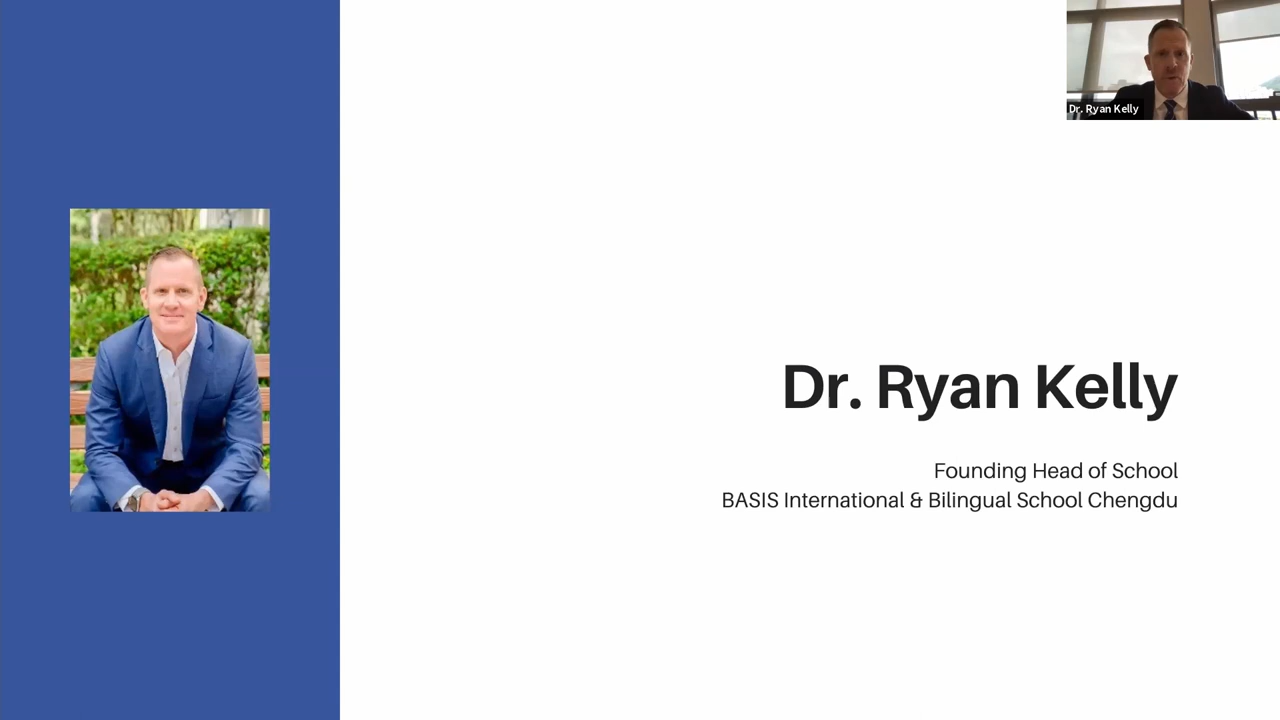 Dr. Ryan Kelly
Dr. Ryan Kelly
Founding Head of School
BASIS International & Bilingual School Chengdu